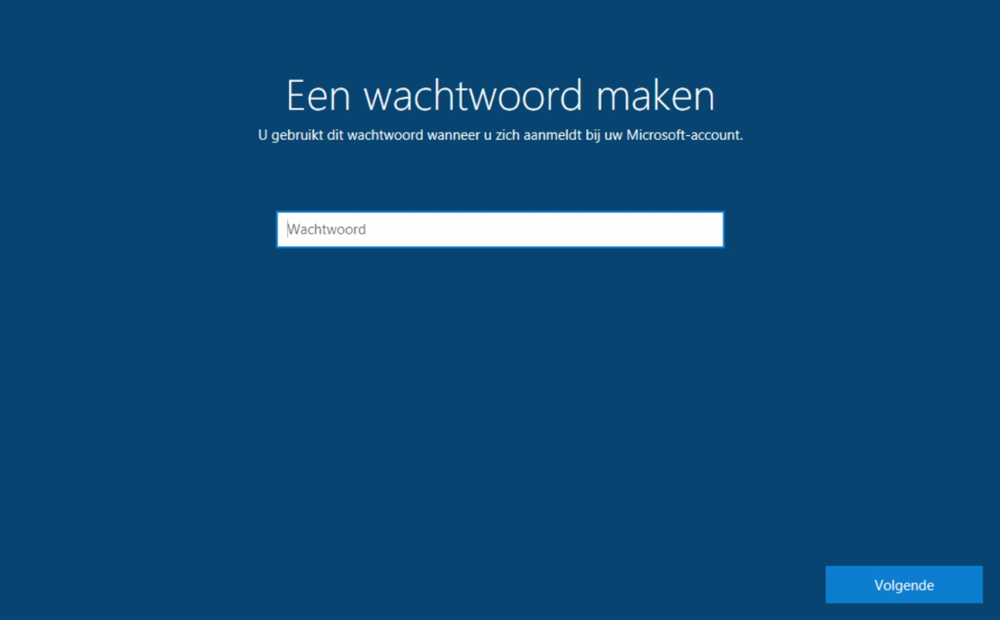 Een wachtwoord maken
U gebruikt dit wachtwoord wanneer u zich aanmeldt bij uw Microsoft-account.
Wachtwoord
Volgende